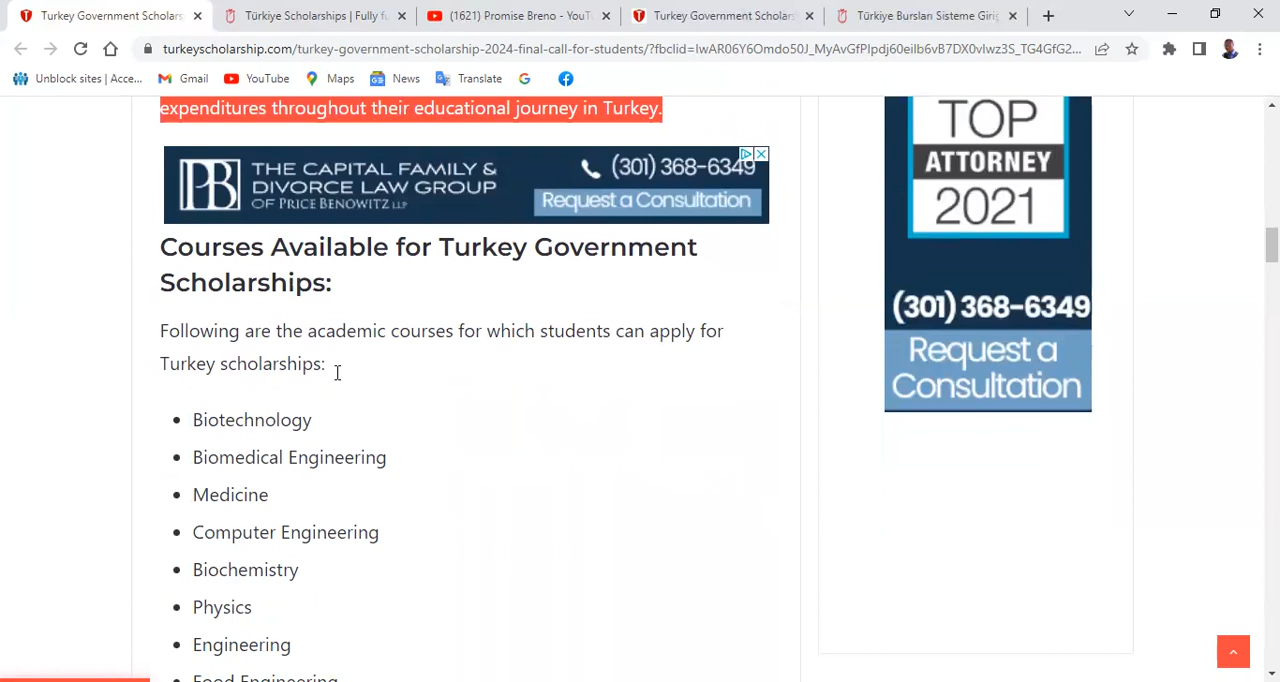 Turkey Government Scholars
Türkiye Scholarships | Fully f
(1621) Promise Breno - YouT
Turkey Government Scholars
Türkiye Bursları Sisteme Giriş
turkeyscholarship.com/turkey-government-scholarship-2024-final-call-for-students/?fbclid=IwAR06Y6Omdo50J_MyAvGfPlpdj60eilb6vB7DX0vlwz3S_TG4GfG2...
Unblock sites | Acce...
Gmail
YouTube
Maps
News
Translate
expenditures throughout their educational journey in Turkey.
PB
THE CAPITAL FAMILY &
DIVORCE LAW GROUP
OF PRICE BENOWITZ LLP
(301) 368-6349
Request a Consultation
Courses Available for Turkey Government
Scholarships:
Following are the academic courses for which students can apply for
Turkey scholarships:
• Biotechnology
• Biomedical Engineering
• Medicine
• Computer Engineering
• Biochemistry
• Physics
• Engineering
Food Engineering
TOP
ATTORNEY
2021
(301) 368-6349
Request a
Consultation